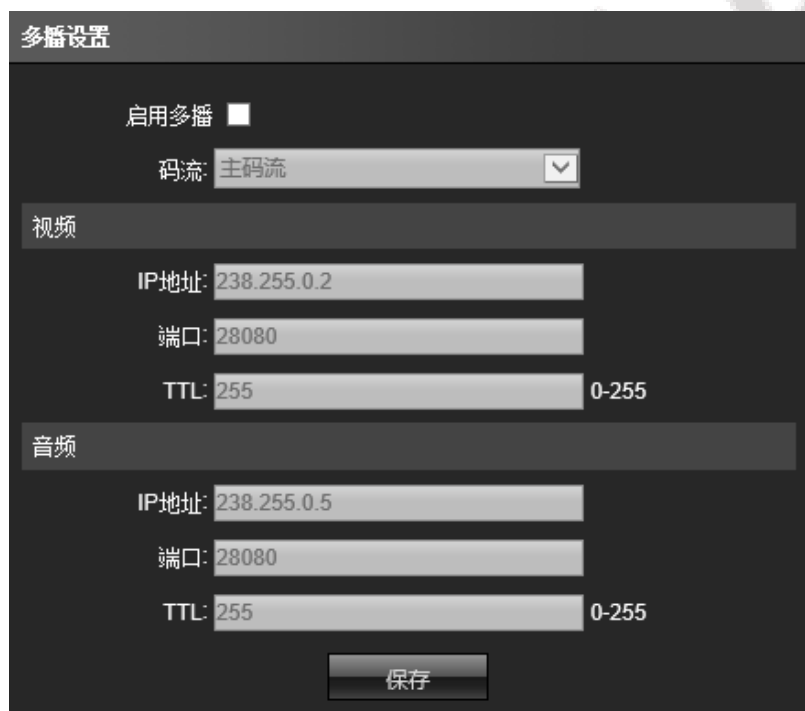 多播设置
启用多播
码流: 主码流
视频
IP地址: 238.255.0.2
端口: 28080
TTL: 255 0-255
音频
IP地址: 238.255.0.5
端口: 28080
TTL: 255 0-255
保存